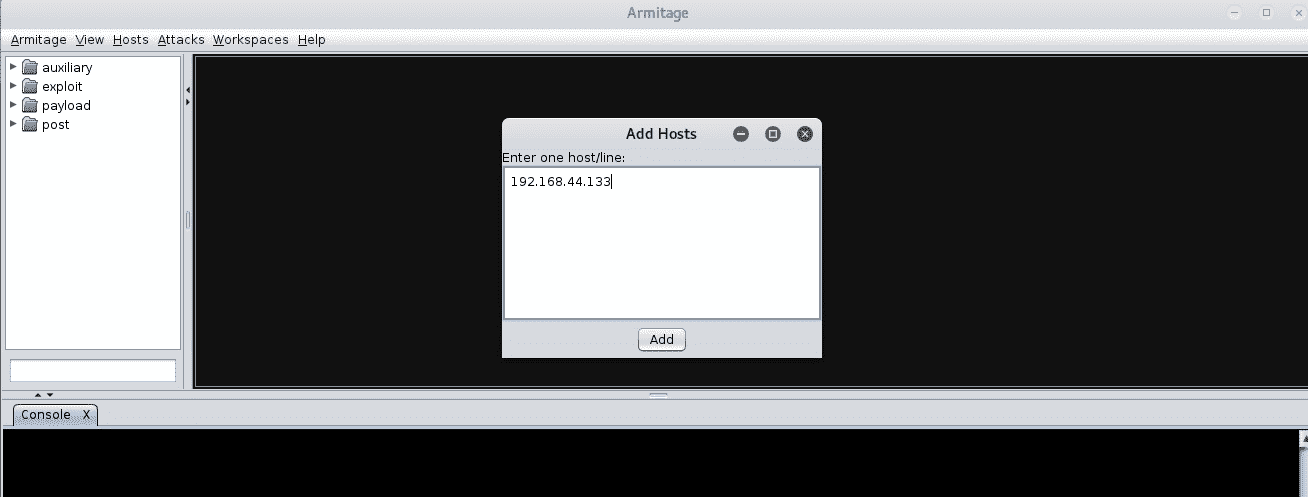 Armitage
Armitage View Hosts Attacks Workspaces Help
auxiliary
exploit
payload
post
Add Hosts
Enter one host/line:
192.168.44.133
Add
Console X